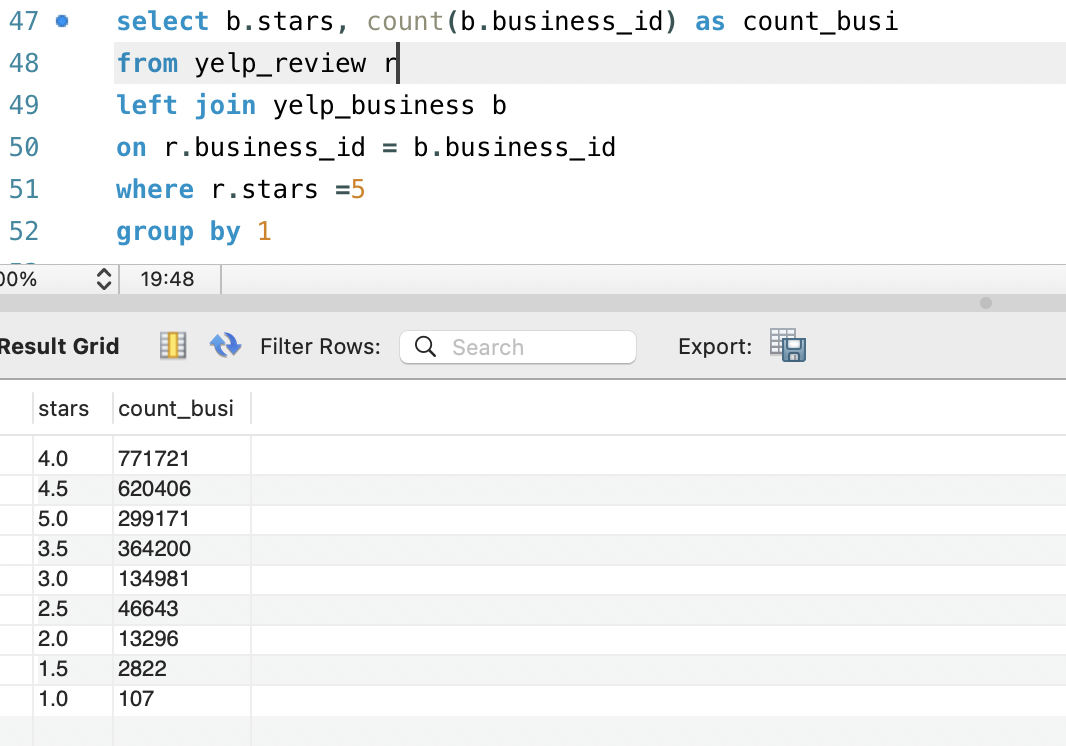 47 select b.stars, count(b.business_id) as count_busi
48 from yelp_review r
49 left join yelp_business b
50 on r.business_id = b.business_id
51 where r.stars =5
52 group by 1
00% 19:48
Result Grid Filter Rows: Search Export:
stars count_busi
4.0 771721
4.5 620406
5.0 299171
3.5 364200
3.0 134981
2.5 46643
2.0 13296
1.5 2822
1.0 107